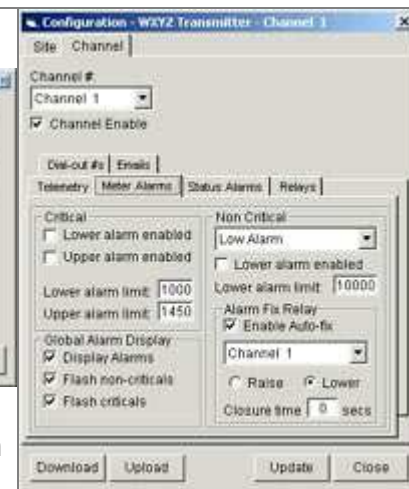 Configuration - WXYZ Transmitter - Channel 1
Site Channel
Channel #:
Channel 1
Channel Enable
Dial-out #s Emails
Telemetry Meter Alarms Status Alarms Relays
Critical
Lower alarm enabled
Upper alarm enabled
Lower alarm limit: 1000
Upper alarm limit: 1450
Global Alarm Display
Display Alarms
Flash non-criticals
Flash criticals
Non Critical
Low Alarm
Lower alarm enabled
Lower alarm limit: 10000
Alarm Fix Relay
Enable Auto-fix
Channel 1
Raise Lower
Closure time 0 secs
Download Upload Update Close